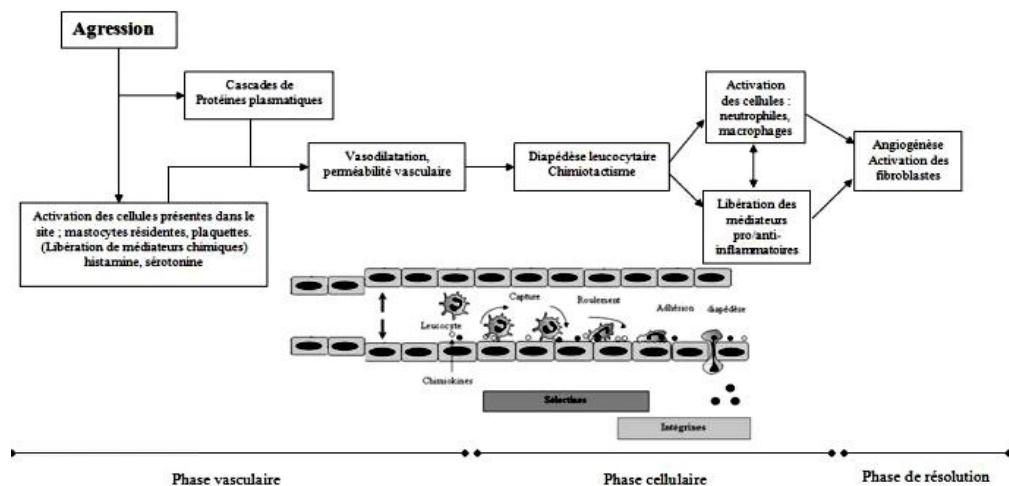 Agression
Cascades de
Protéines plasmatiques
Activation des cellules présentes dans le
site ; mastocytes résidentes, plaquettes.
(Libération de médiateurs chimiques)
histamine, sérotonine
Vasodilatation,
perméabilité vasculaire
Diapédèse leucocytaire
Chimiotactisme
Activation
des cellules :
neutrophiles,
macrophages
Libération des
médiateurs
pro/anti-
inflammatoires
Angiogénèse
Activation des
fibroblastes
Leucocyte
Capture
Roulement
Adhésion
diapédèse
Chimiokines
Sélectines
Intégrines
Phase vasculaire
Phase cellulaire
Phase de résolution